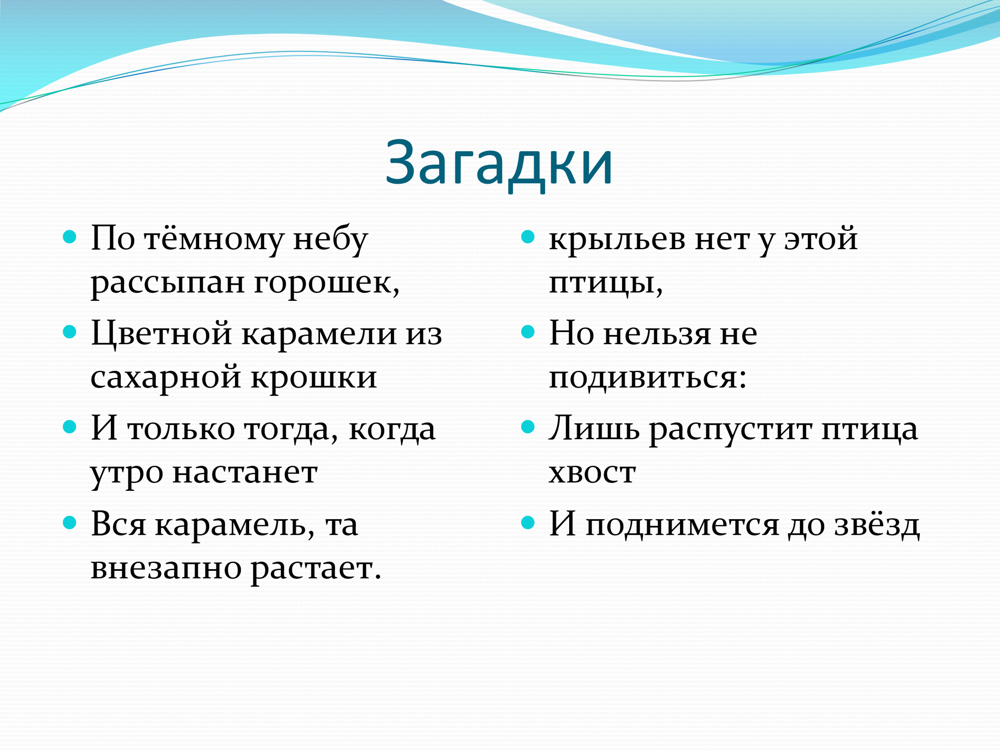 Загадки
По тёмному небу
рассыпан горошек,
Цветной карамели из
сахарной крошки
И только тогда, когда
утро настанет
Вся карамель, та
внезапно растает.
крыльев нет у этой
птицы,
Но нельзя не
подивиться:
Лишь распустит птица
хвост
И поднимется до звёзд